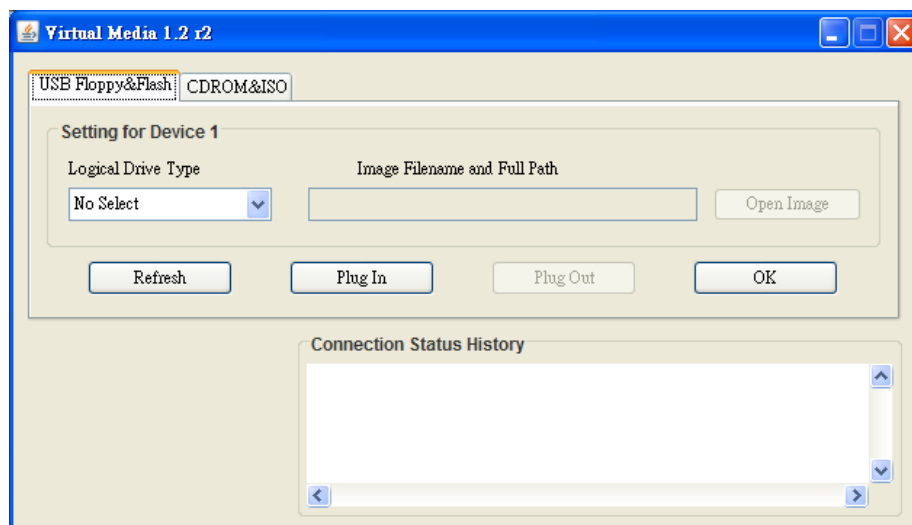 Virtual Media 1.2 r2
USB Floppy&Flash CDROM&ISO
Setting for Device 1
Logical Drive Type Image Filename and Full Path
No Select Open Image
Refresh Plug In Plug Out OK
Connection Status History